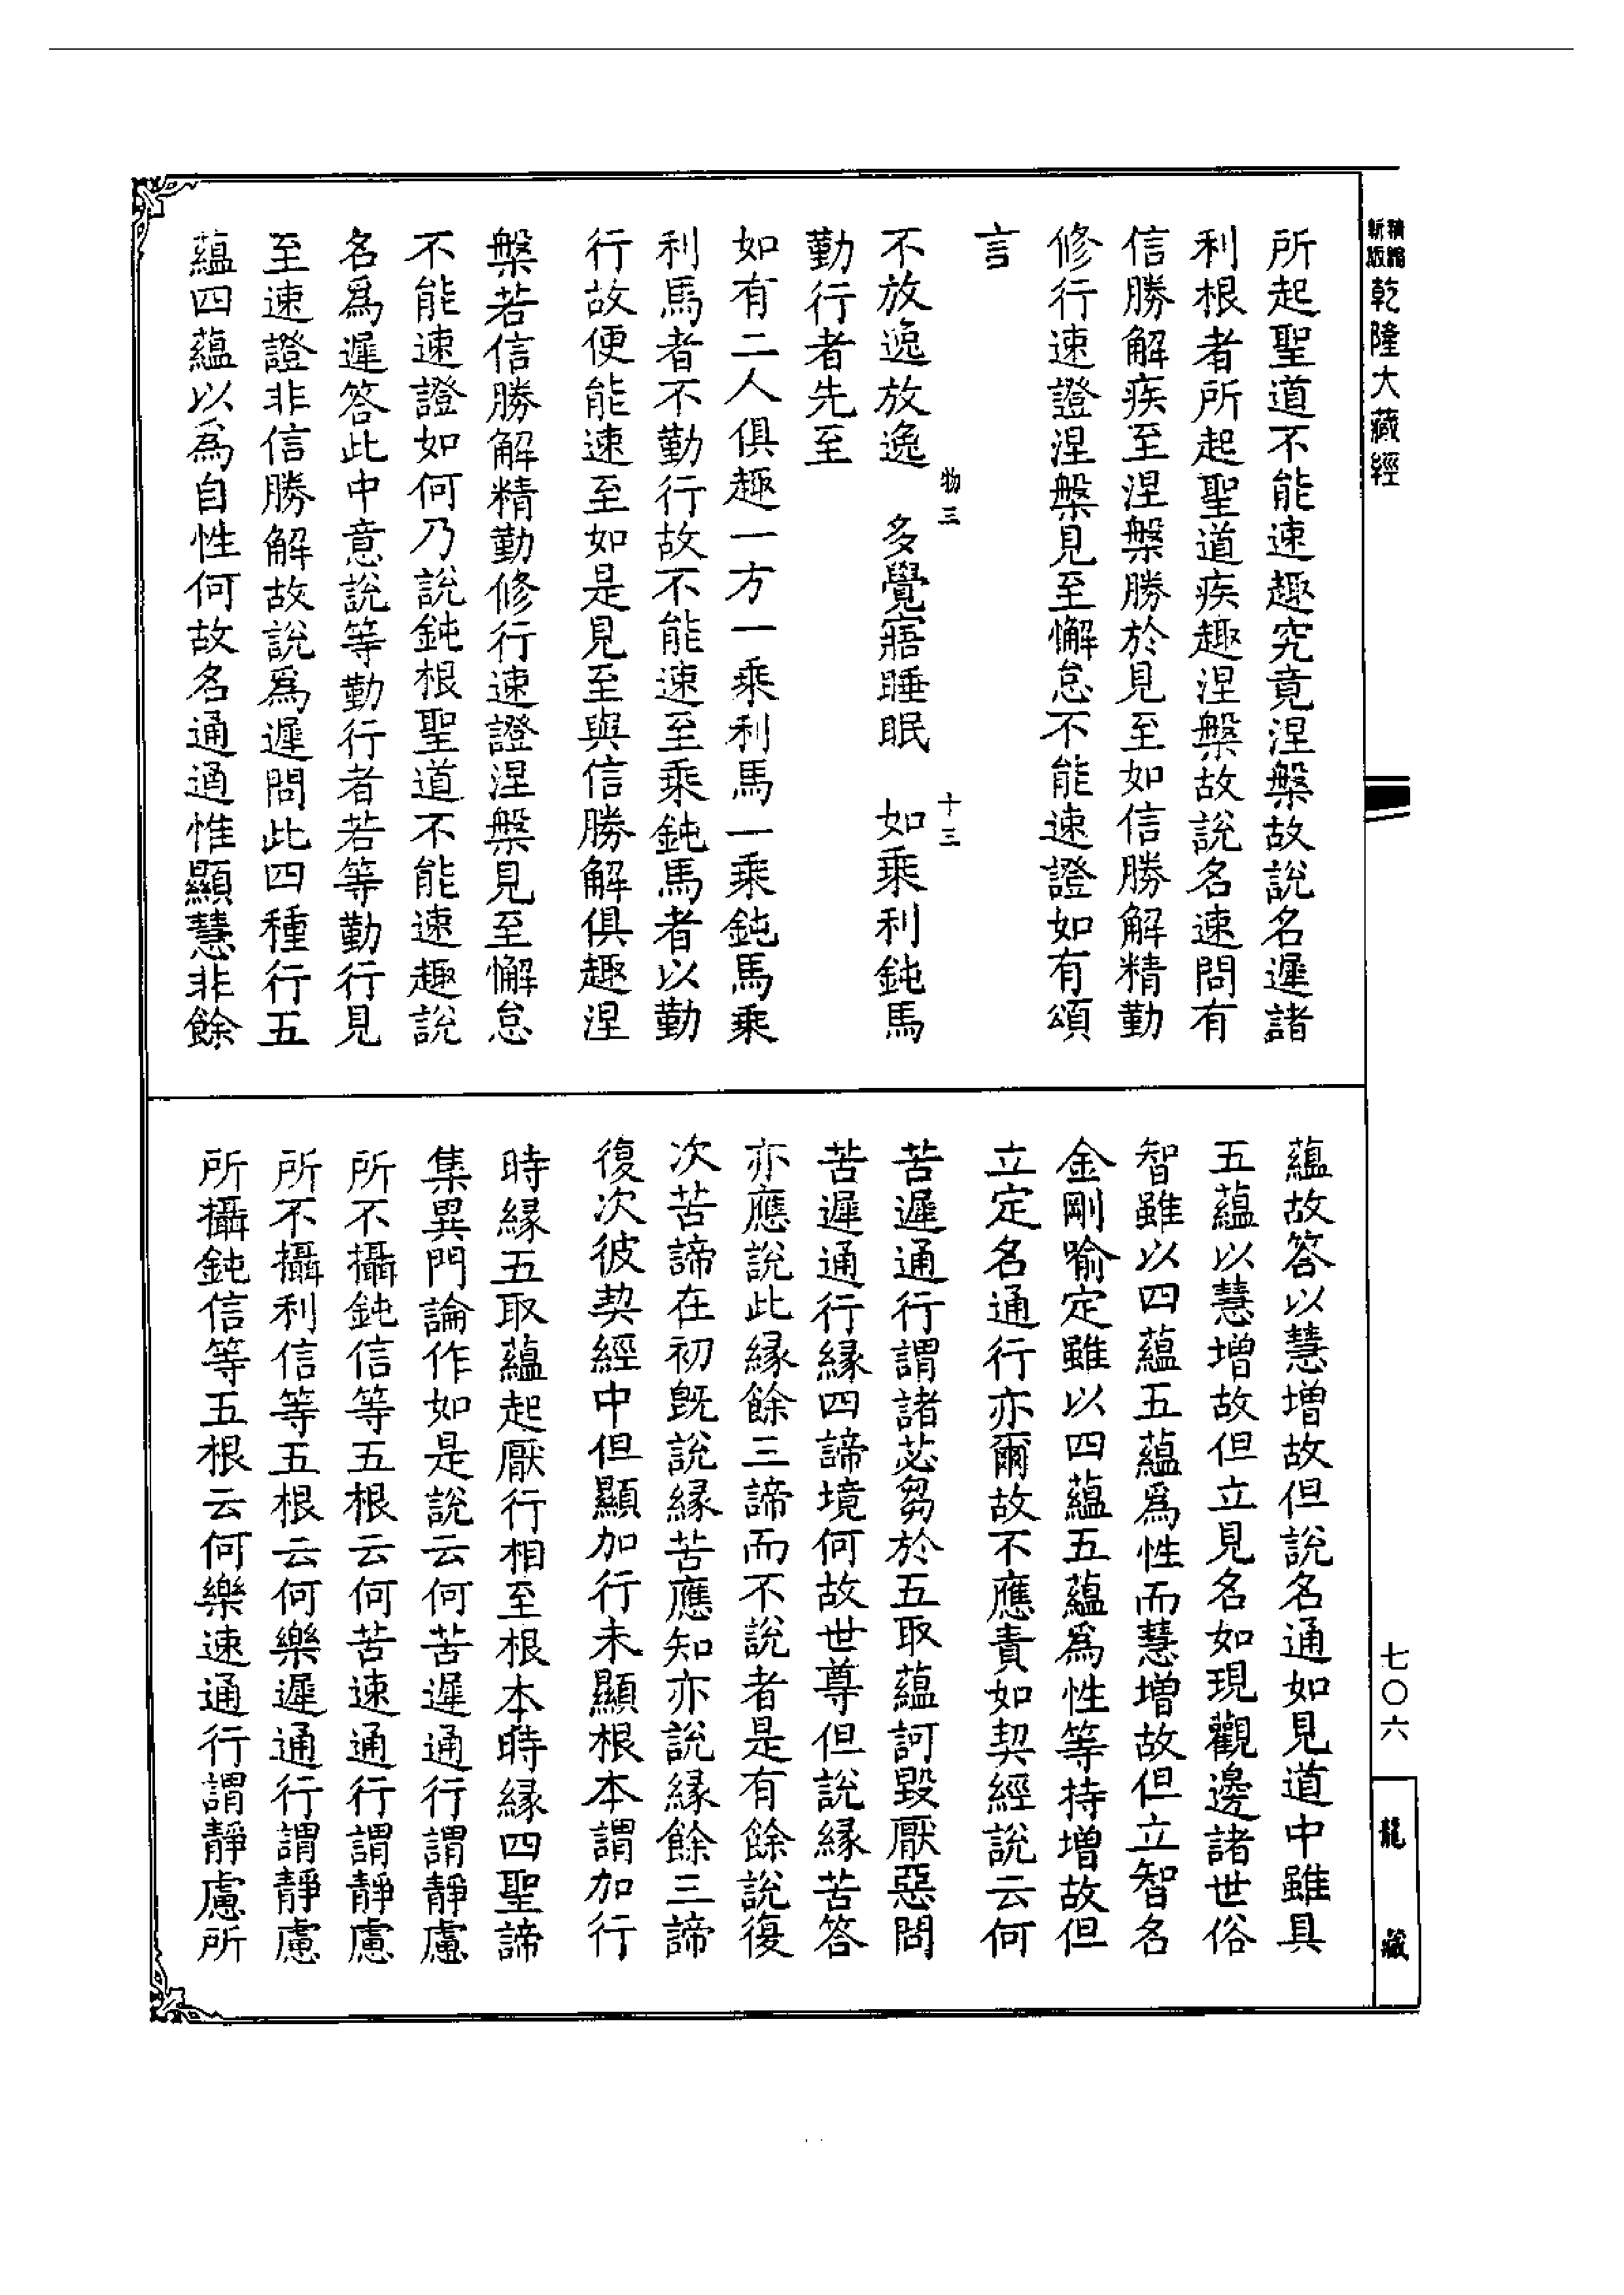 精編
新版
乾隆大藏經
所起聖道不能速趣究竟涅槃故說名遲諸
利根者所起聖道疾趣涅槃故說名速問有
信勝解疾至涅槃勝於見至如信勝解精勤
修行速證涅槃見至懈怠不能速證如有頌
言
物三
十三
不放逸放逸 多覺寤睡眠 如乘利鈍馬
勤行者先至
如有二人俱趣一方一乘利馬一乘鈍馬乘
利馬者不勤行故不能速至乘鈍馬者以勤
行故便能速至如是見至與信勝解俱趣涅
槃若信勝解精勤修行速證涅槃見至懈怠
不能速證如何乃說鈍根聖道不能速趣說
名爲遲答此中意說等勤行者若等勤行見
至速證非信勝解故說爲遲問此四種行五
蘊四蘊以為自性何故名通通惟顯慧非餘
蘊故答以慧增故但說名通如見道中雖具
五蘊以慧增故但立見名如現觀邊諸世俗
智雖以四蘊五蘊爲性而慧增故但立智名
金剛喻定雖以四蘊五蘊爲性等持增故但
立定名通行亦爾故不應責如契經說云何
苦遲通行謂諸苾芻於五取蘊訶毀厭惡問
苦遲通行緣四諦境何故世尊但說緣苦答
亦應說此緣餘三諦而不說者是有餘說復
次苦諦在初旣說緣苦應知亦說緣餘三諦
復次彼契經中但顯加行未顯根本謂加行
時緣五取蘊起厭行相至根本時緣四聖諦
集異門論作如是說云何苦遲通行謂靜慮
所不攝鈍信等五根云何苦速通行謂靜慮
所不攝利信等五根云何樂遲通行謂靜慮
所攝鈍信等五根云何樂速通行謂靜慮所
七〇六
龍藏